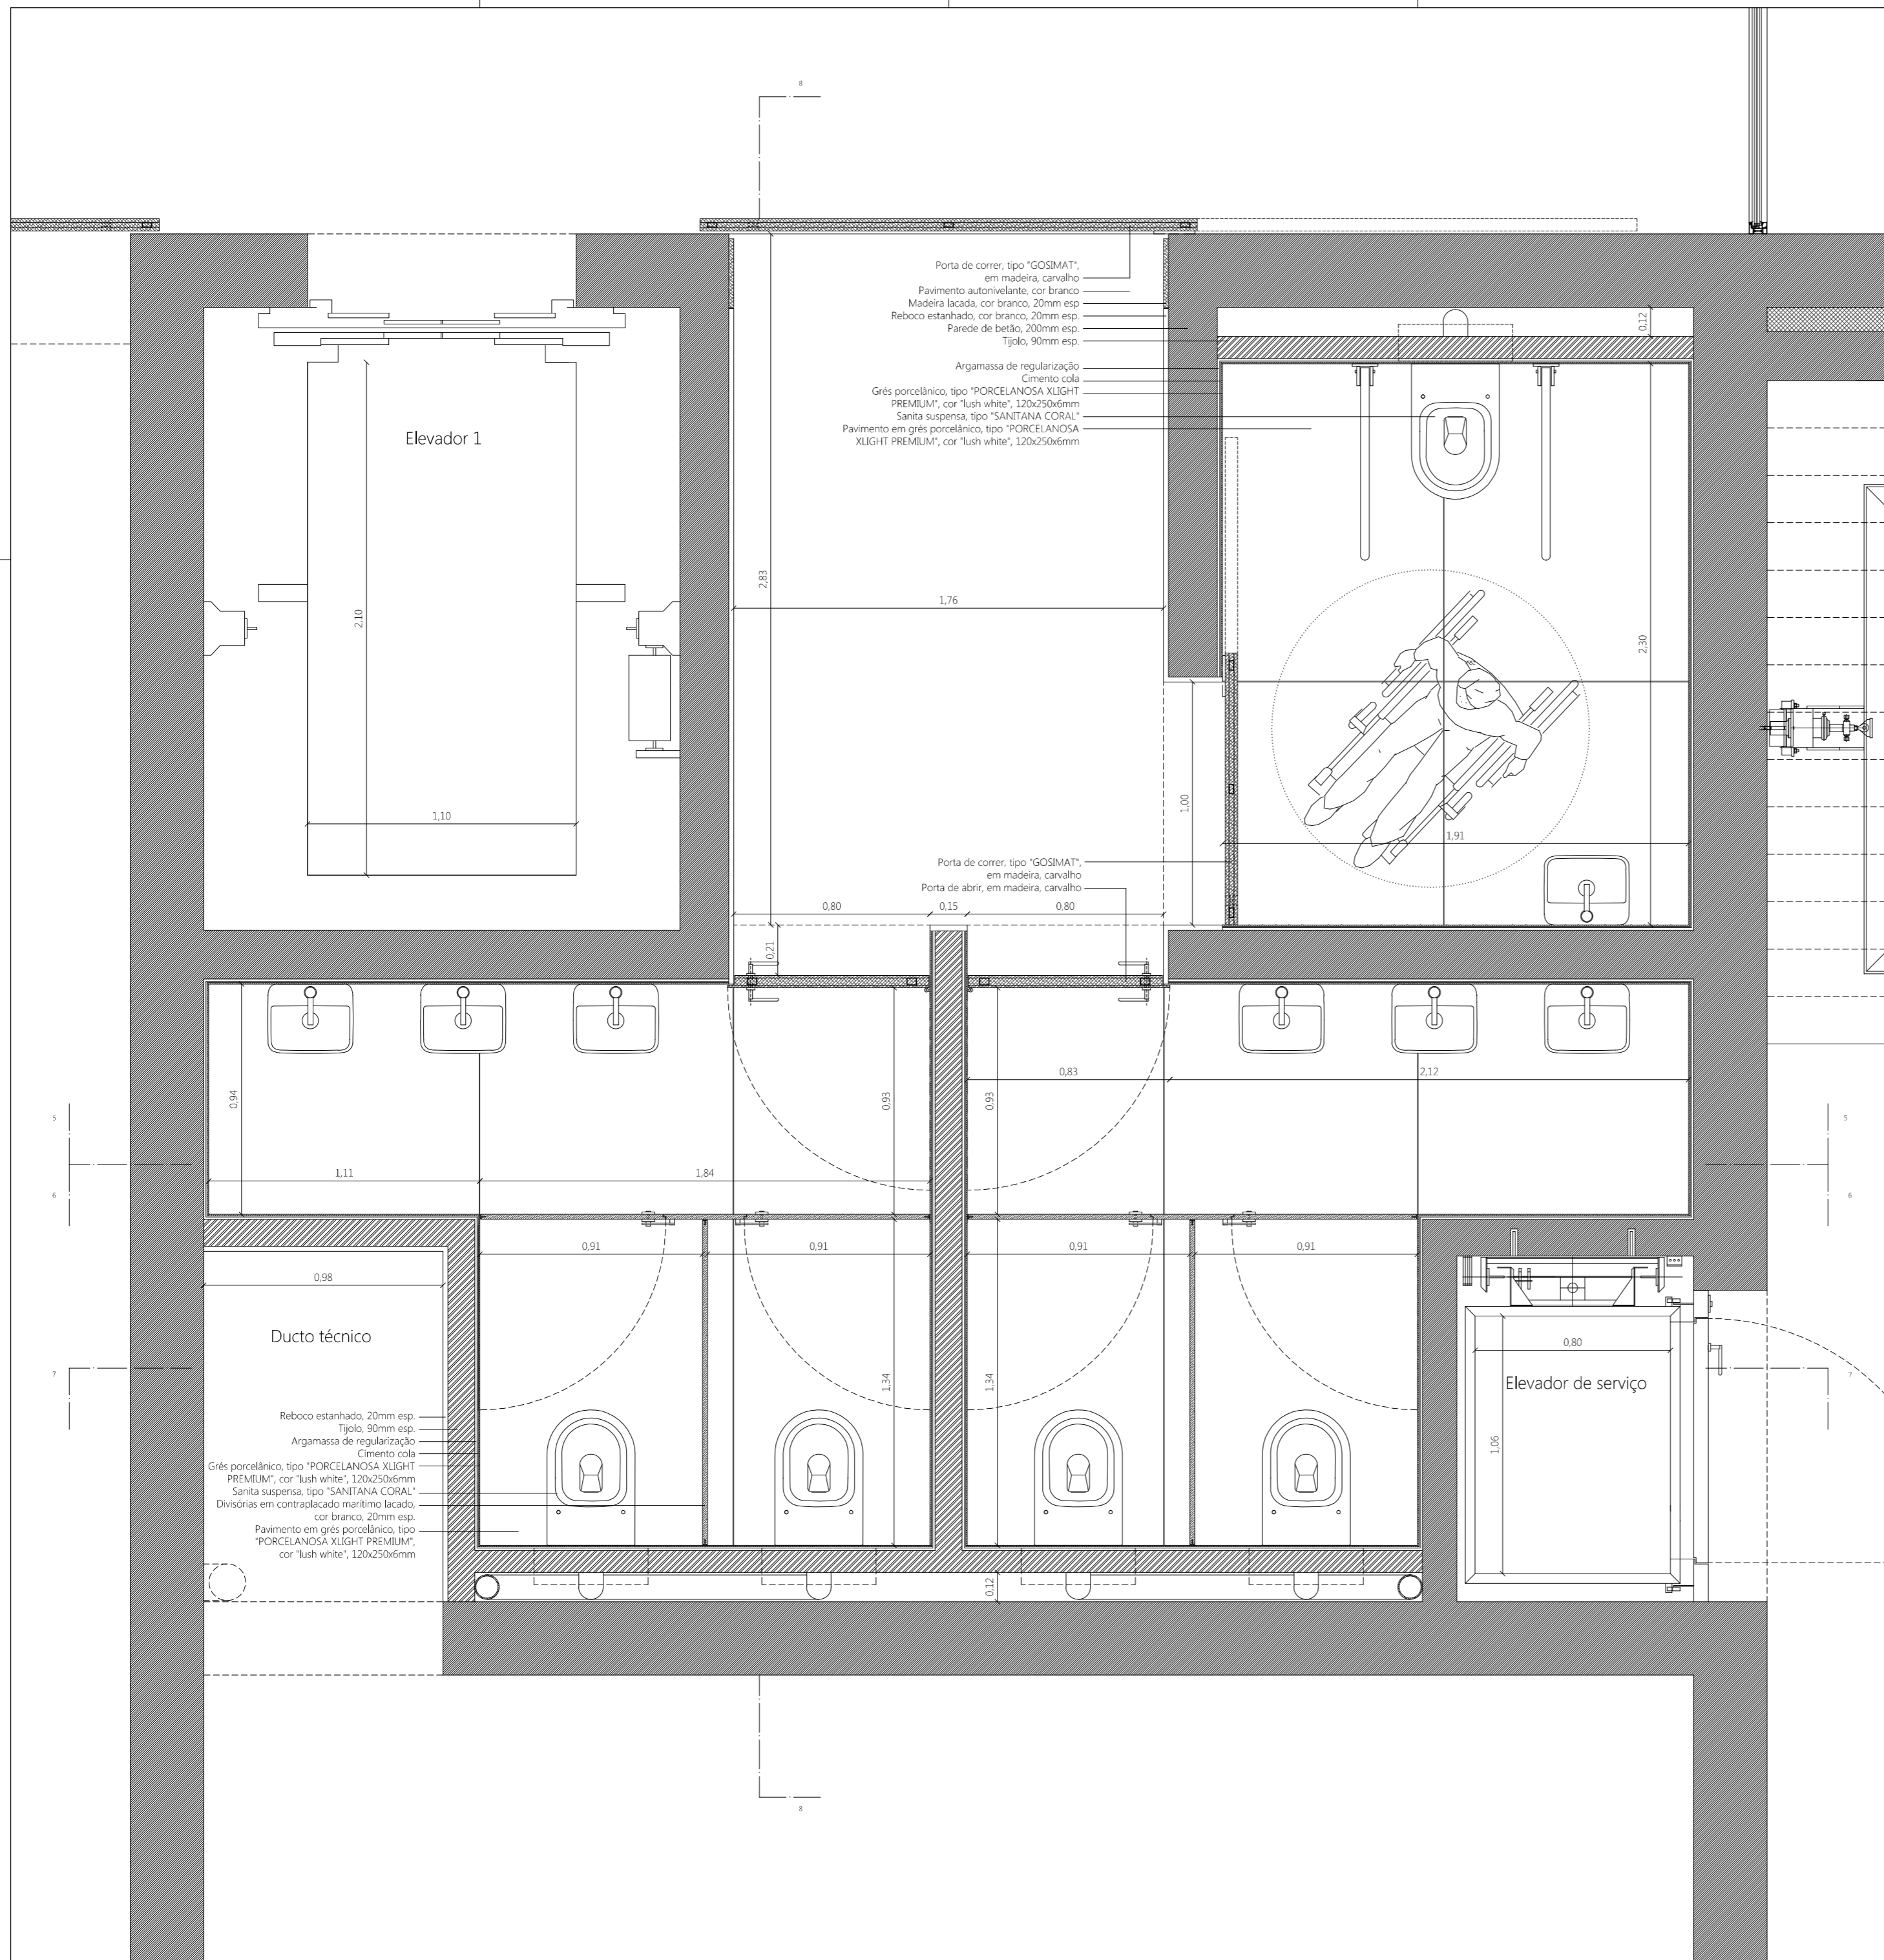 8
Porta de correr, tipo "GOSIMAT",
em madeira, carvalho
Pavimento autonivelante, cor branco
Madeira lacada, cor branco, 20mm esp
Reboco estanhado, cor branco, 20mm esp.
Parede de betão, 200mm esp.
Tijolo, 90mm esp.
0,12
Argamassa de regularização
Cimento cola
Grés porcelânico, tipo "PORCELANOSA XLIGHT
PREMIUM", cor "lush white", 120x250x6mm
Sanita suspensa, tipo "SANITANA CORAL"
Pavimento em grés porcelânico, tipo "PORCELANOSA
XLIGHT PREMIUM", cor "lush white", 120x250x6mm
Elevador 1
2,83
1,76
2,10
2,30
1,00
1,10
1,91
Porta de correr, tipo "GOSIMAT",
em madeira, carvalho
Porta de abrir, em madeira, carvalho
0,80
0,15
0,80
0,21
0,83
2,12
0,94
0,93
0,93
5
5
1,11
1,84
6
6
0,91
0,91
0,91
0,91
0,98
Ducto técnico
0,80
7
7
1,34
1,34
Elevador de serviço
1,06
Reboco estanhado, 20mm esp.
Tijolo, 90mm esp.
Argamassa de regularização
Cimento cola
Grés porcelânico, tipo "PORCELANOSA XLIGHT
PREMIUM", cor "lush white", 120x250x6mm
Sanita suspensa, tipo "SANITANA CORAL"
Divisórias em contraplacado marítimo lacado,
cor branco, 20mm esp.
Pavimento em grés porcelânico, tipo
"PORCELANOSA XLIGHT PREMIUM",
cor "lush white", 120x250x6mm
0,12
8